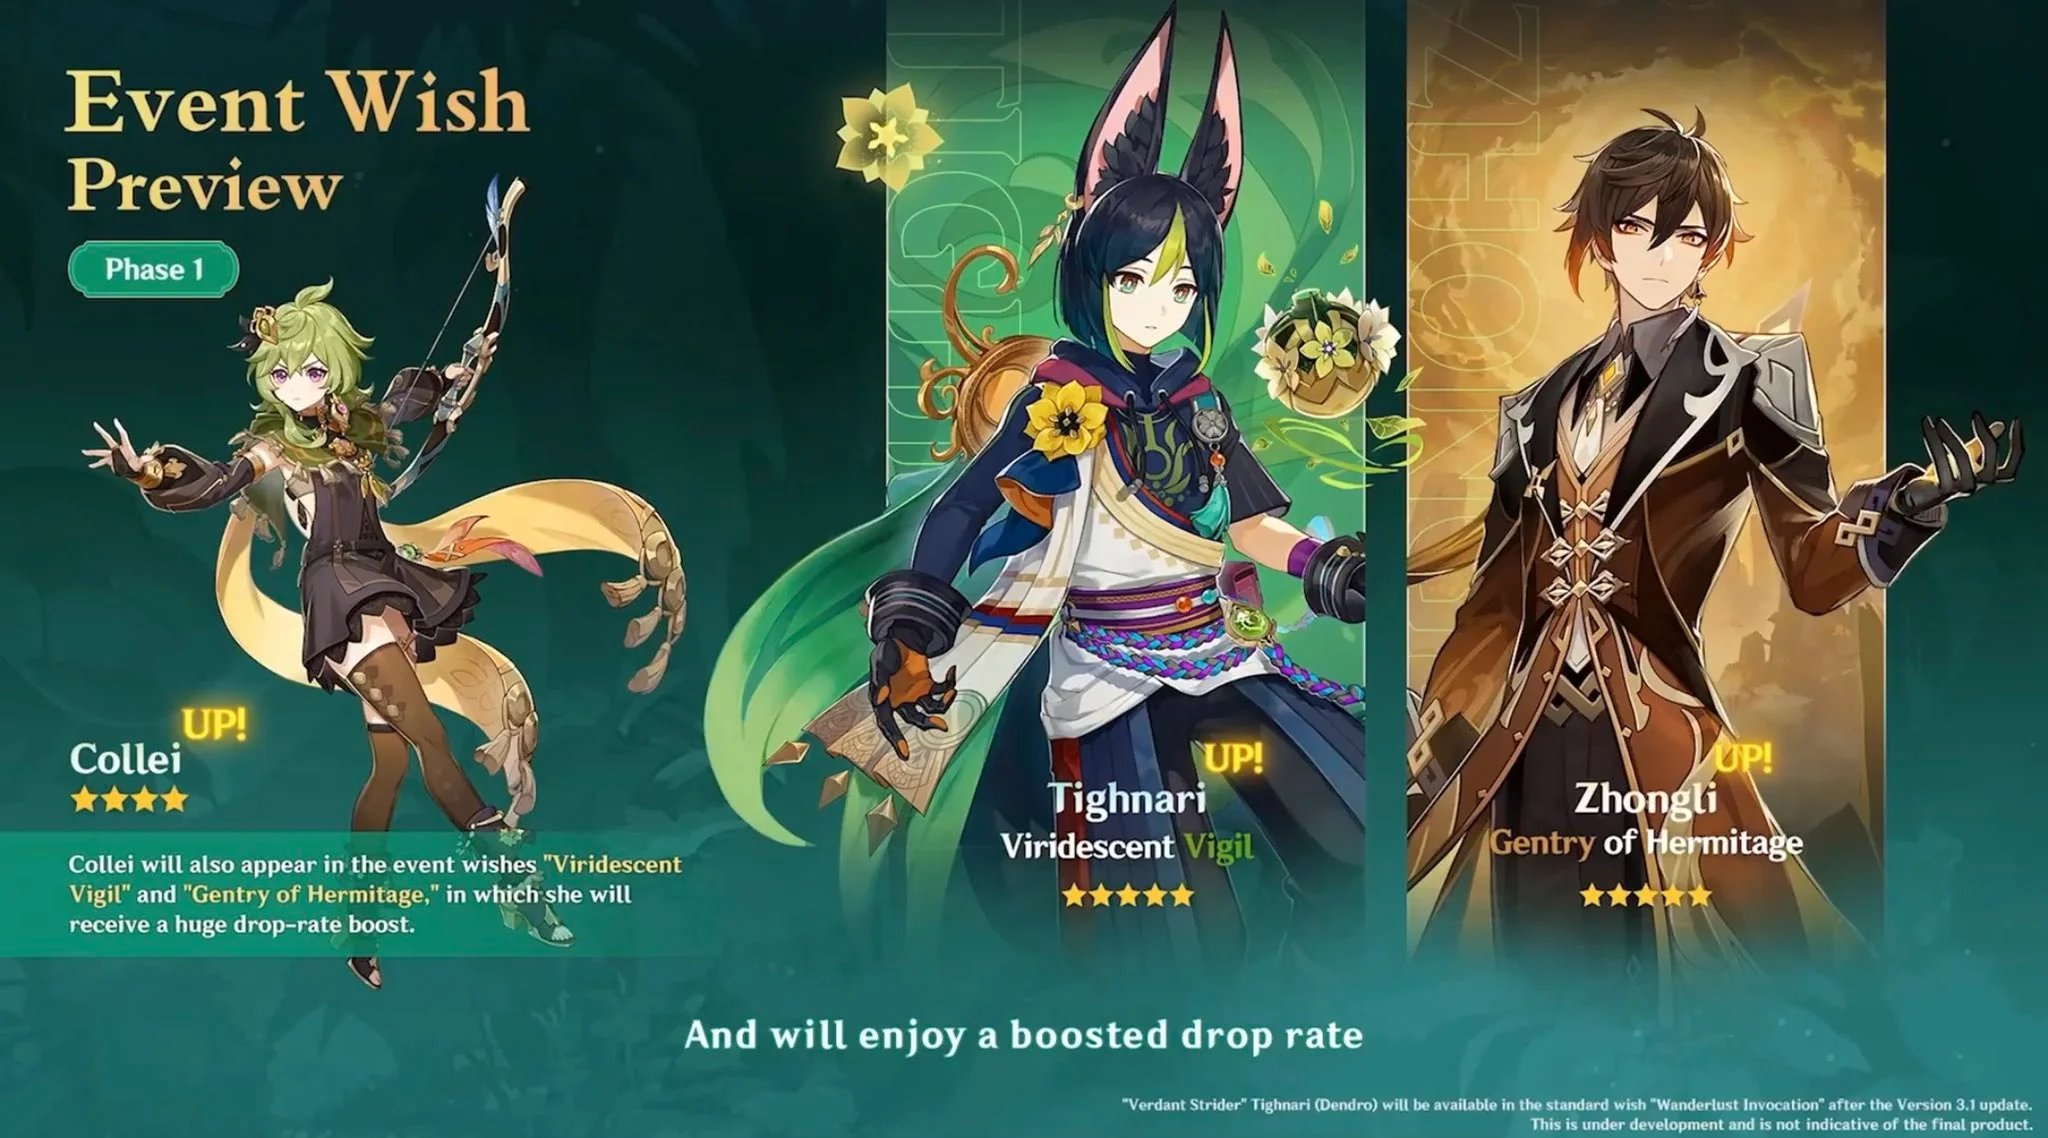 Event Wish
Preview
Phase 1
UP!
Collei
Collei will also appear in the event wishes "Viridescent
Vigil" and "Gentry of Hermitage," in which she will
receive a huge drop-rate boost.
TIGHNARI
UP!
Tighnari
Viridescent Vigil
ZHONGLI
UP!
Zhongli
Gentry of Hermitage
And will enjoy a boosted drop rate
"Verdant Strider" Tighnari (Dendro) will be available in the standard wish "Wanderlust Invocation" after the Version 3.1 update.
This is under development and is not indicative of the final product.